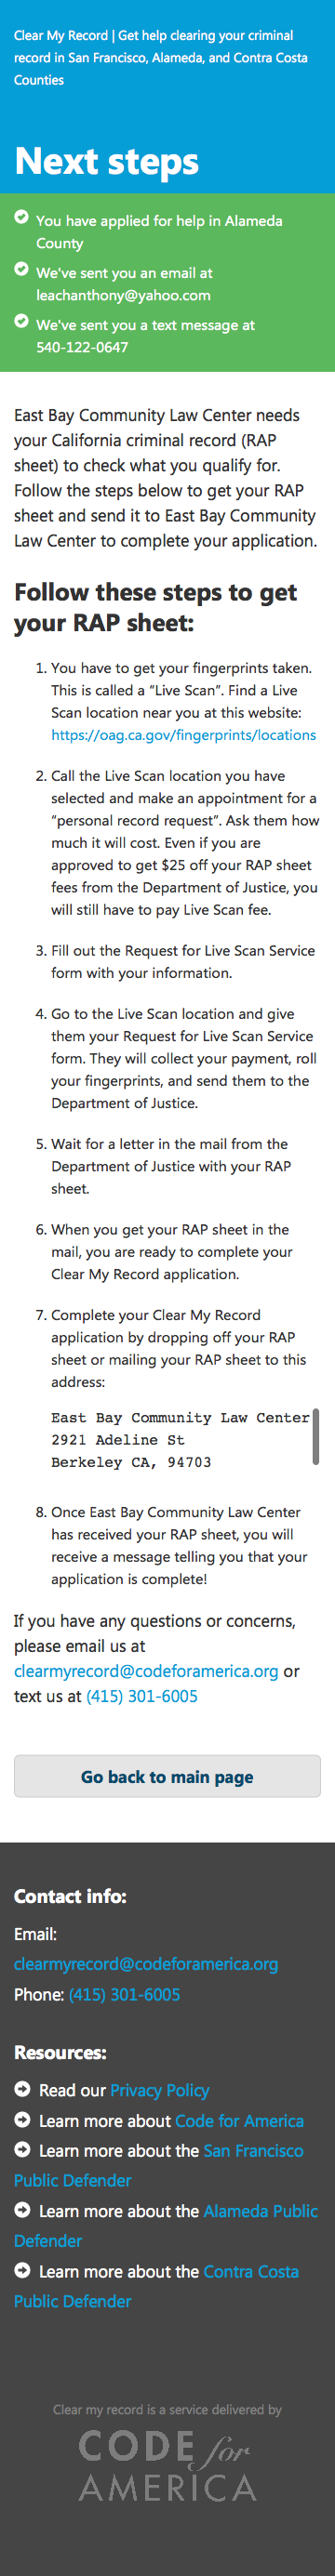 Clear My Record | Get help clearing your criminal
record in San Francisco, Alameda, and Contra Costa
Counties
Next steps
You have applied for help in Alameda
County
We've sent you an email at
leachanthony@yahoo.com
We've sent you a text message at
540-122-0647
East Bay Community Law Center needs
your California criminal record (RAP
sheet) to check what you qualify for.
Follow the steps below to get your RAP
sheet and send it to East Bay Community
Law Center to complete your application.
Follow these steps to get
your RAP sheet:
1. You have to get your fingerprints taken.
This is called a "Live Scan". Find a Live
Scan location near you at this website:
https://oag.ca.gov/fingerprints/locations
2. Call the Live Scan location you have
selected and make an appointment for a
"personal record request". Ask them how
much it will cost. Even if you are
approved to get $25 off your RAP sheet
fees from the Department of Justice, you
will still have to pay Live Scan fee.
3. Fill out the Request for Live Scan Service
form with your information.
4. Go to the Live Scan location and give
them your Request for Live Scan Service
form. They will collect your payment, roll
your fingerprints, and send them to the
Department of Justice.
5. Wait for a letter in the mail from the
Department of Justice with your RAP
sheet.
6. When you get your RAP sheet in the
mail, you are ready to complete your
Clear My Record application.
7. Complete your Clear My Record
application by dropping off your RAP
sheet or mailing your RAP sheet to this
address:
East Bay Community Law Center
2921 Adeline St
Berkeley CA, 94703
8. Once East Bay Community Law Center
has received your RAP sheet, you will
receive a message telling you that your
application is complete!
If you have any questions or concerns,
please email us at
clearmyrecord@codeforamerica.org or
text us at (415) 301-6005
Go back to main page
Contact info:
Email:
clearmyrecord@codeforamerica.org
Phone: (415) 301-6005
Resources:
Read our Privacy Policy
Learn more about Code for America
Learn more about the San Francisco
Public Defender
Learn more about the Alameda Public
Defender
Learn more about the Contra Costa
Public Defender
Clear my record is a service delivered by
CODE for
AMERICA